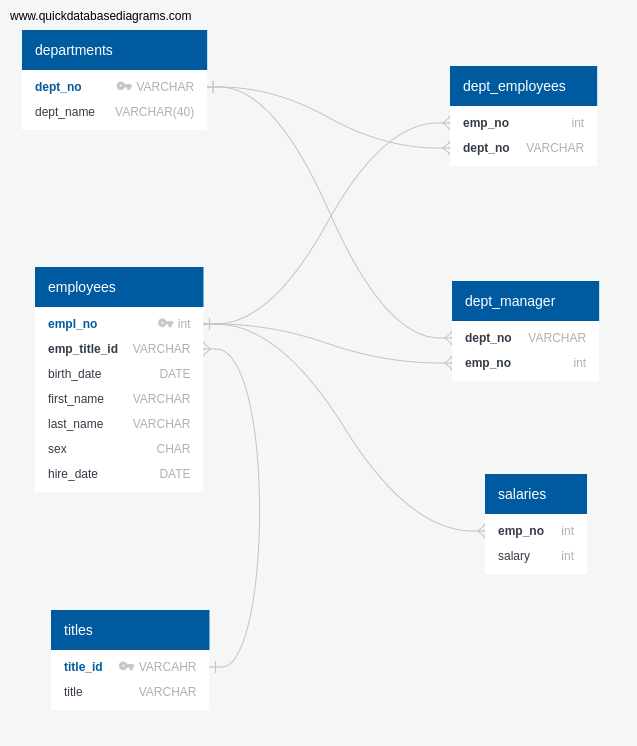 www.quickdatabasediagrams.com
departments
dept_no VARCHAR
dept_name VARCHAR(40)
dept_employees
emp_no int
dept_no VARCHAR
employees
empl_no int
emp_title_id VARCHAR
birth_date DATE
first_name VARCHAR
last_name VARCHAR
sex CHAR
hire_date DATE
dept_manager
dept_no VARCHAR
emp_no int
salaries
emp_no int
salary int
titles
title_id VARCAHR
title VARCHAR